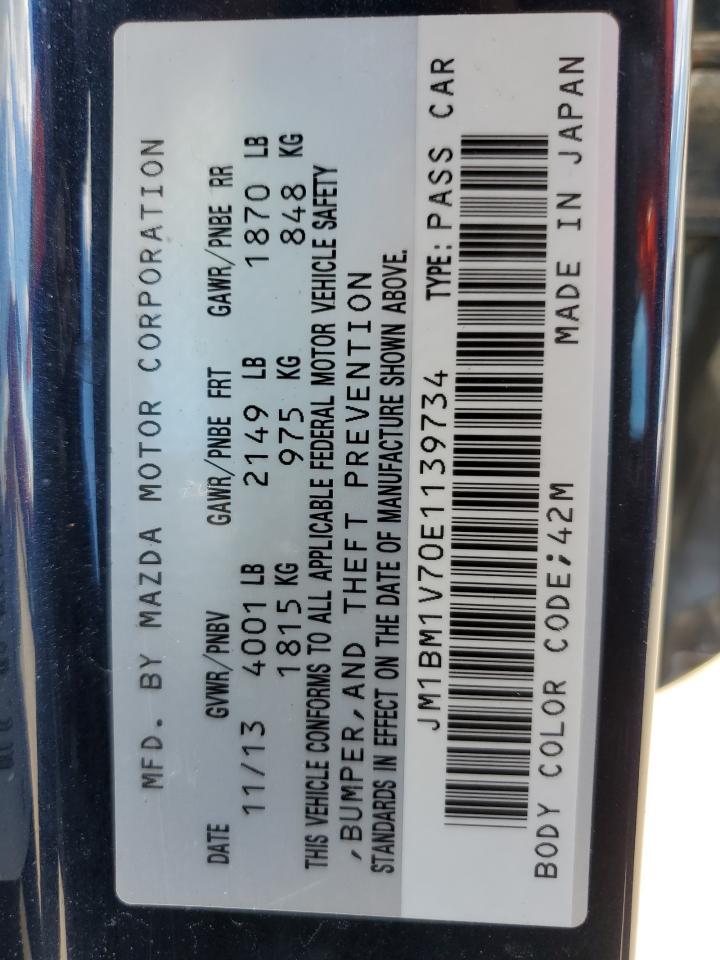 MFD. BY MAZDA MOTOR CORPORATION
DATE GVWR/PNBV GAWR/PNBE FRT GAWR/PNBE RR
11/13 4001 LB 2149 LB 1870 LB
1815 KG 975 KG 848 KG
THIS VEHICLE CONFORMS TO ALL APPLICABLE FEDERAL MOTOR VEHICLE SAFETY
,BUMPER,AND THEFT PREVENTION
STANDARDS IN EFFECT ON THE DATE OF MANUFACTURE SHOWN ABOVE.
JM1BM1V70E1139734 TYPE: PASS CAR
BODY COLOR CODE;42M MADE IN JAPAN